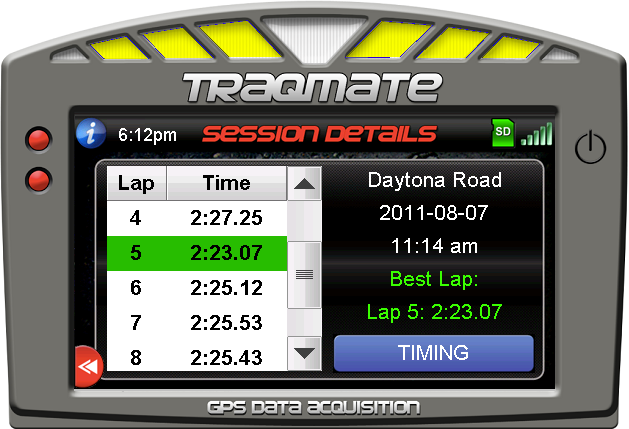 TRAQMATE
6:12pm SESSION DETAILS SD
Lap Time
4 2:27.25
5 2:23.07
6 2:25.12
7 2:25.53
8 2:25.43
Daytona Road
2011-08-07
11:14 am
Best Lap:
Lap 5: 2:23.07
TIMING
GPS DATA ACQUISITION